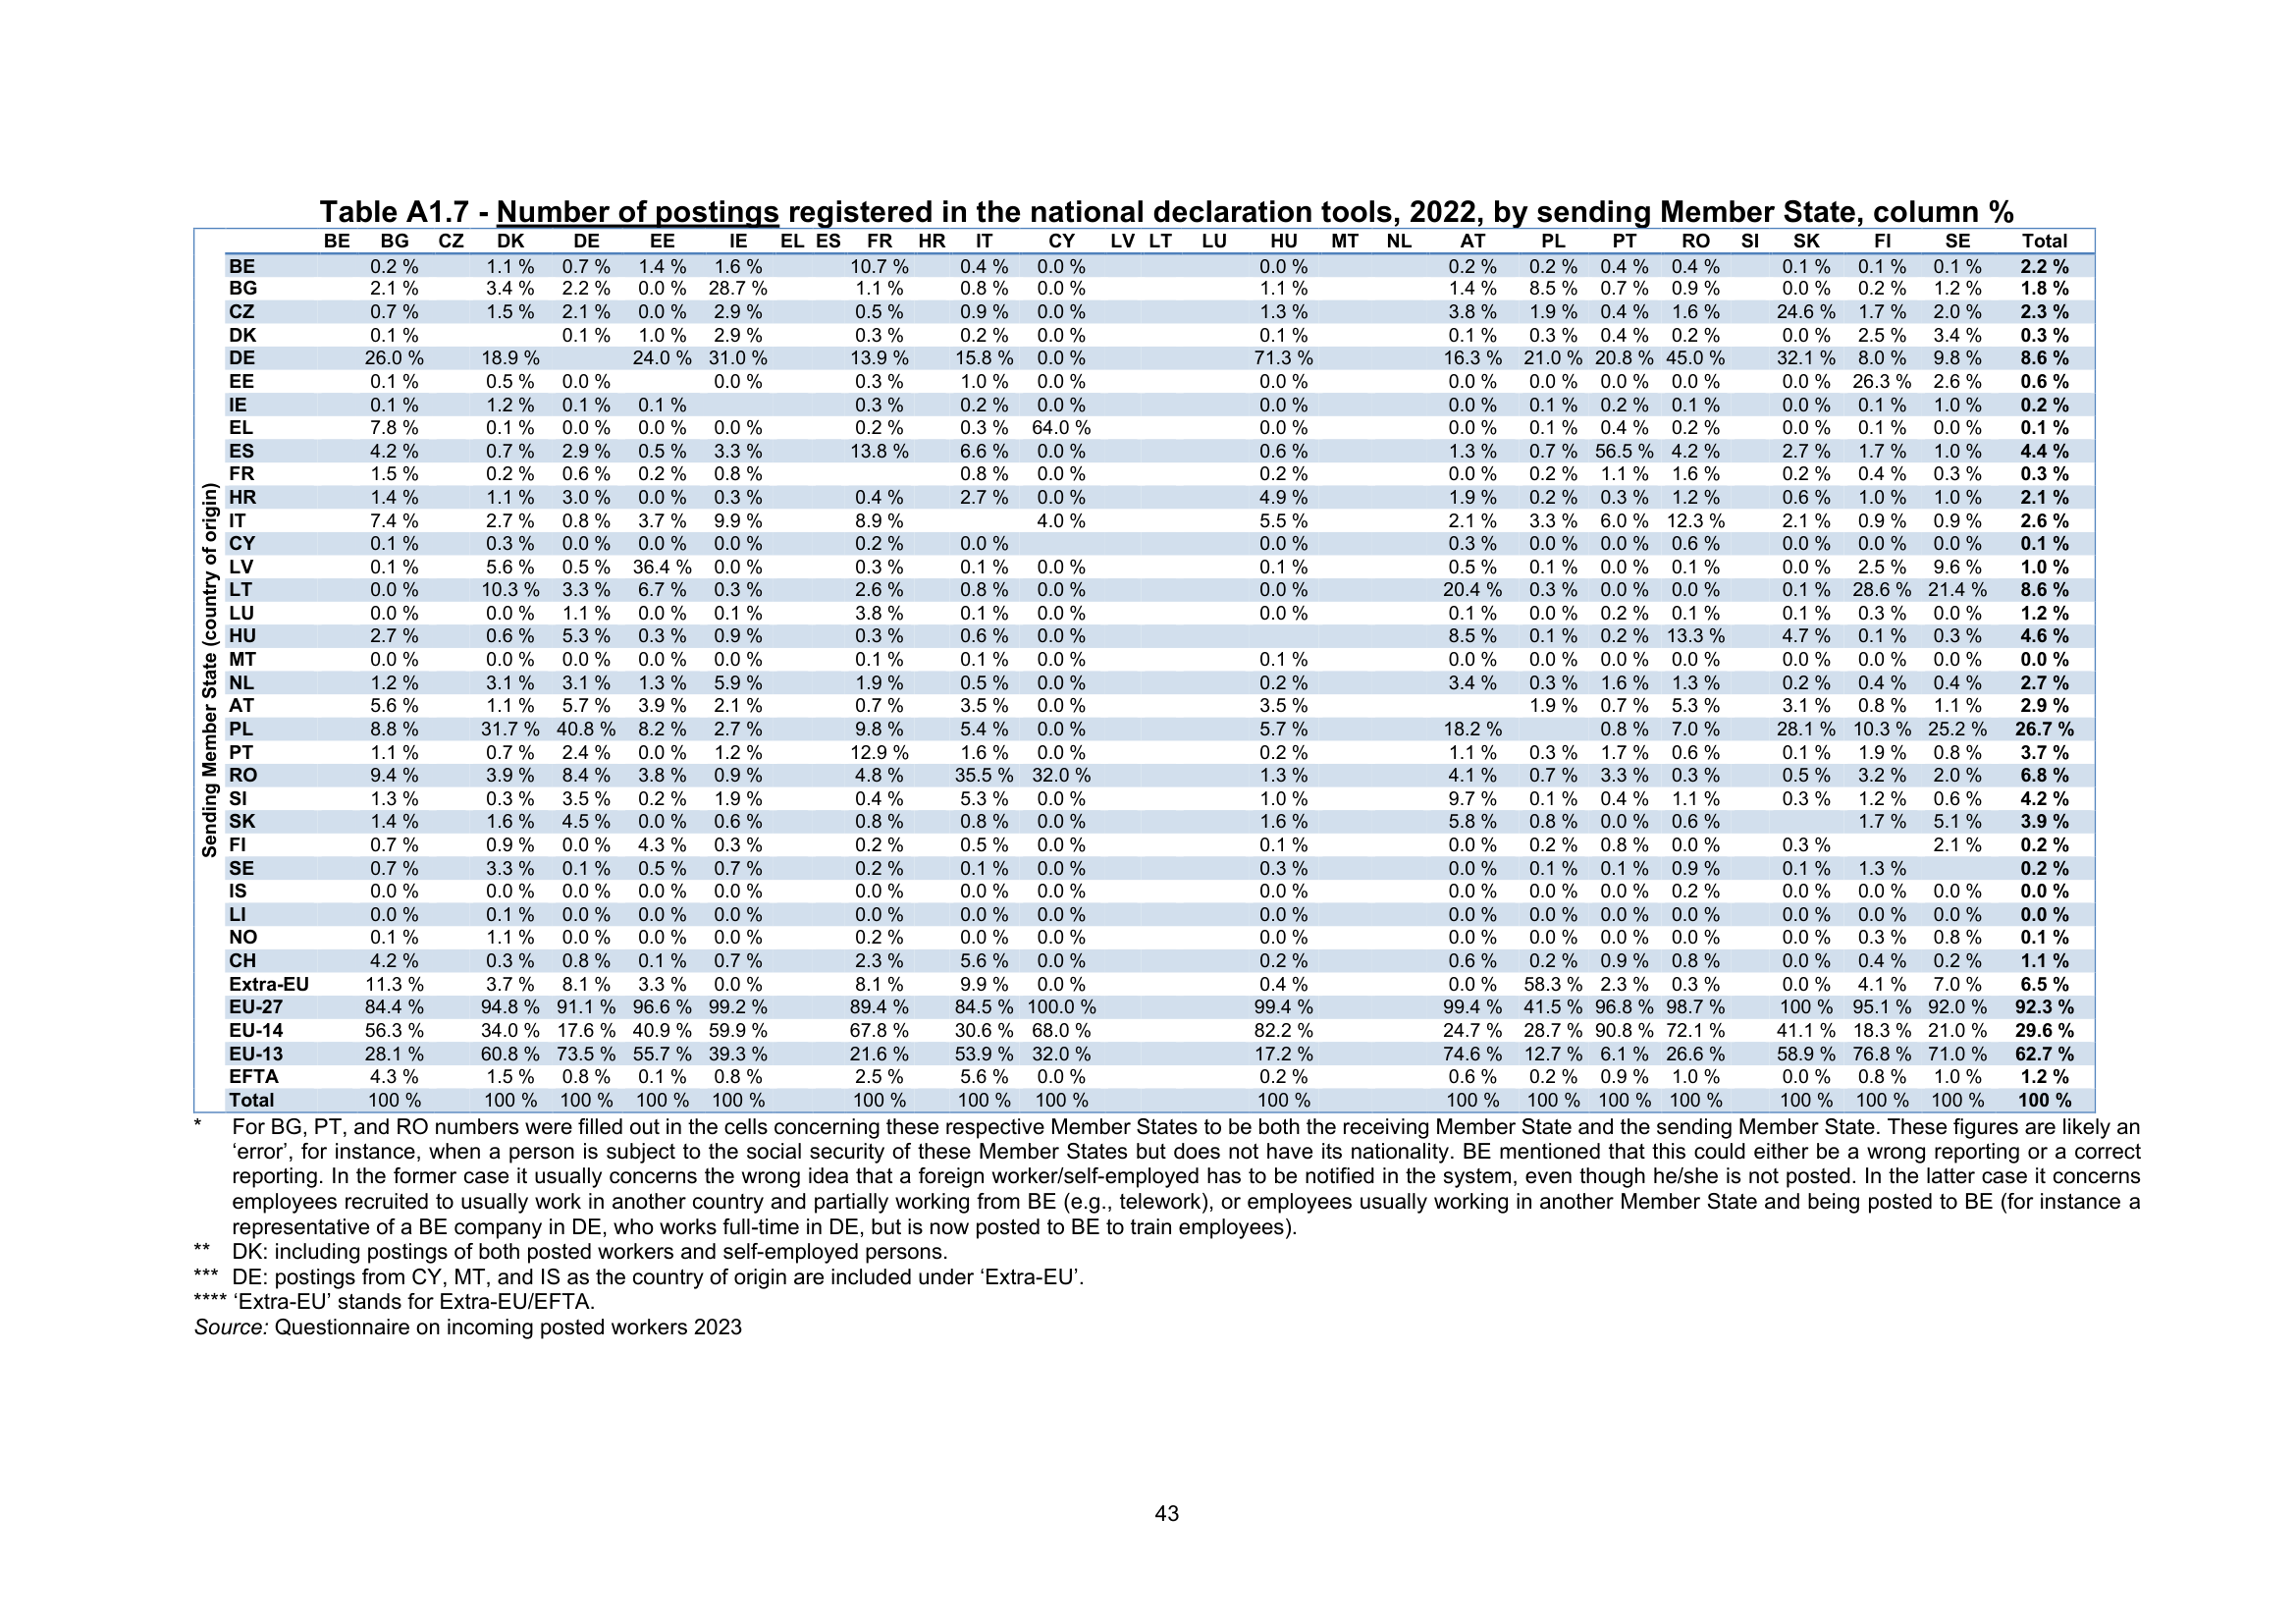 Table A1.7 - Number of postings registered in the national declaration tools, 2022, by sending Member State, column %
BE BG CZ DK DE EE IE EL ES FR HR IT CY LV LT LU HU MT NL AT PL PT RO SI SK FI SE Total
Sending Member State (country of origin)
BE 0.2 % 1.1 % 0.7 % 1.4 % 1.6 % 10.7 % 0.4 % 0.0 % 0.0 % 0.2 % 0.2 % 0.4 % 0.4 % 0.1 % 0.1 % 0.1 % 2.2 %
BG 2.1 % 3.4 % 2.2 % 0.0 % 28.7 % 1.1 % 0.8 % 0.0 % 1.1 % 1.4 % 8.5 % 0.7 % 0.9 % 0.0 % 0.2 % 1.2 % 1.8 %
CZ 0.7 % 1.5 % 2.1 % 0.0 % 2.9 % 0.5 % 0.9 % 0.0 % 1.3 % 3.8 % 1.9 % 0.4 % 1.6 % 24.6 % 1.7 % 2.0 % 2.3 %
DK 0.1 % 0.1 % 1.0 % 2.9 % 0.3 % 0.2 % 0.0 % 0.1 % 0.1 % 0.3 % 0.4 % 0.2 % 0.0 % 2.5 % 3.4 % 0.3 %
DE 26.0 % 18.9 % 24.0 % 31.0 % 13.9 % 15.8 % 0.0 % 71.3 % 16.3 % 21.0 % 20.8 % 45.0 % 32.1 % 8.0 % 9.8 % 8.6 %
EE 0.1 % 0.5 % 0.0 % 0.0 % 0.3 % 1.0 % 0.0 % 0.0 % 0.0 % 0.0 % 0.0 % 0.0 % 0.0 % 26.3 % 2.6 % 0.6 %
IE 0.1 % 1.2 % 0.1 % 0.1 % 0.3 % 0.2 % 0.0 % 0.0 % 0.0 % 0.1 % 0.2 % 0.1 % 0.0 % 0.1 % 1.0 % 0.2 %
EL 7.8 % 0.1 % 0.0 % 0.0 % 0.0 % 0.2 % 0.3 % 64.0 % 0.0 % 0.0 % 0.1 % 0.4 % 0.2 % 0.0 % 0.1 % 0.0 % 0.1 %
ES 4.2 % 0.7 % 2.9 % 0.5 % 3.3 % 13.8 % 6.6 % 0.0 % 0.6 % 1.3 % 0.7 % 56.5 % 4.2 % 2.7 % 1.7 % 1.0 % 4.4 %
FR 1.5 % 0.2 % 0.6 % 0.2 % 0.8 % 0.8 % 0.0 % 0.2 % 0.0 % 0.2 % 1.1 % 1.6 % 0.2 % 0.4 % 0.3 % 0.3 %
HR 1.4 % 1.1 % 3.0 % 0.0 % 0.3 % 0.4 % 2.7 % 0.0 % 4.9 % 1.9 % 0.2 % 0.3 % 1.2 % 0.6 % 1.0 % 1.0 % 2.1 %
IT 7.4 % 2.7 % 0.8 % 3.7 % 9.9 % 8.9 % 4.0 % 5.5 % 2.1 % 3.3 % 6.0 % 12.3 % 2.1 % 0.9 % 0.9 % 2.6 %
CY 0.1 % 0.3 % 0.0 % 0.0 % 0.0 % 0.2 % 0.0 % 0.0 % 0.3 % 0.0 % 0.0 % 0.6 % 0.0 % 0.0 % 0.0 % 0.1 %
LV 0.1 % 5.6 % 0.5 % 36.4 % 0.0 % 0.3 % 0.1 % 0.0 % 0.1 % 0.5 % 0.1 % 0.0 % 0.1 % 0.0 % 2.5 % 9.6 % 1.0 %
LT 0.0 % 10.3 % 3.3 % 6.7 % 0.3 % 2.6 % 0.8 % 0.0 % 0.0 % 20.4 % 0.3 % 0.0 % 0.0 % 0.1 % 28.6 % 21.4 % 8.6 %
LU 0.0 % 0.0 % 1.1 % 0.0 % 0.1 % 3.8 % 0.1 % 0.0 % 0.0 % 0.1 % 0.0 % 0.2 % 0.1 % 0.1 % 0.3 % 0.0 % 1.2 %
HU 2.7 % 0.6 % 5.3 % 0.3 % 0.9 % 0.3 % 0.6 % 0.0 % 8.5 % 0.1 % 0.2 % 13.3 % 4.7 % 0.1 % 0.3 % 4.6 %
MT 0.0 % 0.0 % 0.0 % 0.0 % 0.0 % 0.1 % 0.1 % 0.0 % 0.1 % 0.0 % 0.0 % 0.0 % 0.0 % 0.0 % 0.0 % 0.0 % 0.0 %
NL 1.2 % 3.1 % 3.1 % 1.3 % 5.9 % 1.9 % 0.5 % 0.0 % 0.2 % 3.4 % 0.3 % 1.6 % 1.3 % 0.2 % 0.4 % 0.4 % 2.7 %
AT 5.6 % 1.1 % 5.7 % 3.9 % 2.1 % 0.7 % 3.5 % 0.0 % 3.5 % 1.9 % 0.7 % 5.3 % 3.1 % 0.8 % 1.1 % 2.9 %
PL 8.8 % 31.7 % 40.8 % 8.2 % 2.7 % 9.8 % 5.4 % 0.0 % 5.7 % 18.2 % 0.8 % 7.0 % 28.1 % 10.3 % 25.2 % 26.7 %
PT 1.1 % 0.7 % 2.4 % 0.0 % 1.2 % 12.9 % 1.6 % 0.0 % 0.2 % 1.1 % 0.3 % 1.7 % 0.6 % 0.1 % 1.9 % 0.8 % 3.7 %
RO 9.4 % 3.9 % 8.4 % 3.8 % 0.9 % 4.8 % 35.5 % 32.0 % 1.3 % 4.1 % 0.7 % 3.3 % 0.3 % 0.5 % 3.2 % 2.0 % 6.8 %
SI 1.3 % 0.3 % 3.5 % 0.2 % 1.9 % 0.4 % 5.3 % 0.0 % 1.0 % 9.7 % 0.1 % 0.4 % 1.1 % 0.3 % 1.2 % 0.6 % 4.2 %
SK 1.4 % 1.6 % 4.5 % 0.0 % 0.6 % 0.8 % 0.8 % 0.0 % 1.6 % 5.8 % 0.8 % 0.0 % 0.6 % 1.7 % 5.1 % 3.9 %
FI 0.7 % 0.9 % 0.0 % 4.3 % 0.3 % 0.2 % 0.5 % 0.0 % 0.1 % 0.0 % 0.2 % 0.8 % 0.0 % 0.3 % 2.1 % 0.2 %
SE 0.7 % 3.3 % 0.1 % 0.5 % 0.7 % 0.2 % 0.1 % 0.0 % 0.3 % 0.0 % 0.1 % 0.1 % 0.9 % 0.1 % 1.3 % 0.2 %
IS 0.0 % 0.0 % 0.0 % 0.0 % 0.0 % 0.0 % 0.0 % 0.0 % 0.0 % 0.0 % 0.0 % 0.0 % 0.2 % 0.0 % 0.0 % 0.0 % 0.0 %
LI 0.0 % 0.1 % 0.0 % 0.0 % 0.0 % 0.0 % 0.0 % 0.0 % 0.0 % 0.0 % 0.0 % 0.0 % 0.0 % 0.0 % 0.0 % 0.0 % 0.0 %
NO 0.1 % 1.1 % 0.0 % 0.0 % 0.0 % 0.2 % 0.0 % 0.0 % 0.0 % 0.0 % 0.0 % 0.0 % 0.0 % 0.0 % 0.3 % 0.8 % 0.1 %
CH 4.2 % 0.3 % 0.8 % 0.1 % 0.7 % 2.3 % 5.6 % 0.0 % 0.2 % 0.6 % 0.2 % 0.9 % 0.8 % 0.0 % 0.4 % 0.2 % 1.1 %
Extra-EU 11.3 % 3.7 % 8.1 % 3.3 % 0.0 % 8.1 % 9.9 % 0.0 % 0.4 % 0.0 % 58.3 % 2.3 % 0.3 % 0.0 % 4.1 % 7.0 % 6.5 %
EU-27 84.4 % 94.8 % 91.1 % 96.6 % 99.2 % 89.4 % 84.5 % 100.0 % 99.4 % 99.4 % 41.5 % 96.8 % 98.7 % 100 % 95.1 % 92.0 % 92.3 %
EU-14 56.3 % 34.0 % 17.6 % 40.9 % 59.9 % 67.8 % 30.6 % 68.0 % 82.2 % 24.7 % 28.7 % 90.8 % 72.1 % 41.1 % 18.3 % 21.0 % 29.6 %
EU-13 28.1 % 60.8 % 73.5 % 55.7 % 39.3 % 21.6 % 53.9 % 32.0 % 17.2 % 74.6 % 12.7 % 6.1 % 26.6 % 58.9 % 76.8 % 71.0 % 62.7 %
EFTA 4.3 % 1.5 % 0.8 % 0.1 % 0.8 % 2.5 % 5.6 % 0.0 % 0.2 % 0.6 % 0.2 % 0.9 % 1.0 % 0.0 % 0.8 % 1.0 % 1.2 %
Total 100 % 100 % 100 % 100 % 100 % 100 % 100 % 100 % 100 % 100 % 100 % 100 % 100 % 100 % 100 % 100 % 100 %
* For BG, PT, and RO numbers were filled out in the cells concerning these respective Member States to be both the receiving Member State and the sending Member State. These figures are likely an
‘error’, for instance, when a person is subject to the social security of these Member States but does not have its nationality. BE mentioned that this could either be a wrong reporting or a correct
reporting. In the former case it usually concerns the wrong idea that a foreign worker/self-employed has to be notified in the system, even though he/she is not posted. In the latter case it concerns
employees recruited to usually work in another country and partially working from BE (e.g., telework), or employees usually working in another Member State and being posted to BE (for instance a
representative of a BE company in DE, who works full-time in DE, but is now posted to BE to train employees).
** DK: including postings of both posted workers and self-employed persons.
*** DE: postings from CY, MT, and IS as the country of origin are included under ‘Extra-EU’.
**** ‘Extra-EU’ stands for Extra-EU/EFTA.
Source: Questionnaire on incoming posted workers 2023
43